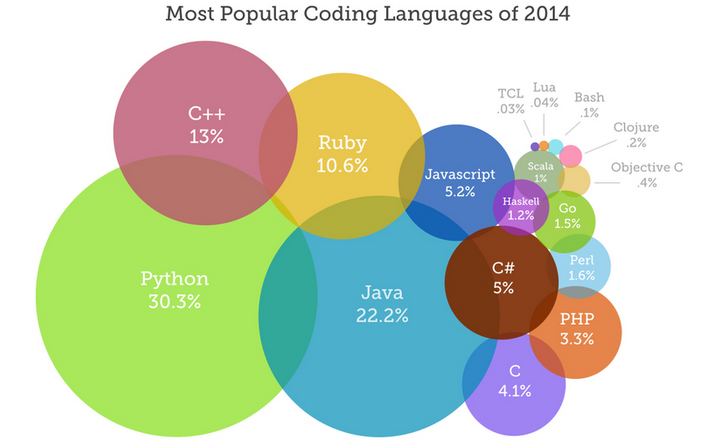 Most Popular Coding Languages of 2014
C++
13%
Ruby
10.6%
Javascript
5.2%
TCL
.03%
Lua
.04%
Bash
.1%
Clojure
.2%
Objective C
.4%
Scala
1%
Haskell
1.2%
Go
1.5%
Python
30.3%
Java
22.2%
C#
5%
Perl
1.6%
PHP
3.3%
C
4.1%